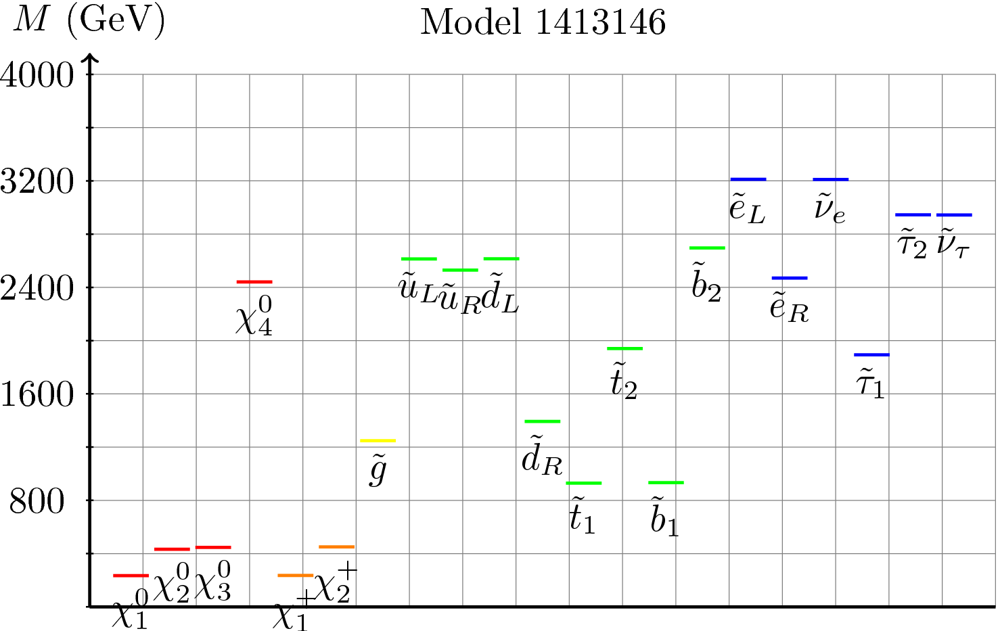 M (GeV)
Model 1413146
4000
3200
2400
1600
800
χ₁⁰
χ₂⁰
χ₃⁰
χ₄⁰
χ₁⁺
χ₂⁺
g̃
ũ_L
ũ_R
d̃_L
d̃_R
t̃₁
t̃₂
b̃₁
b̃₂
ẽ_L
ẽ_R
ν̃_e
τ̃₁
τ̃₂
ν̃_τ